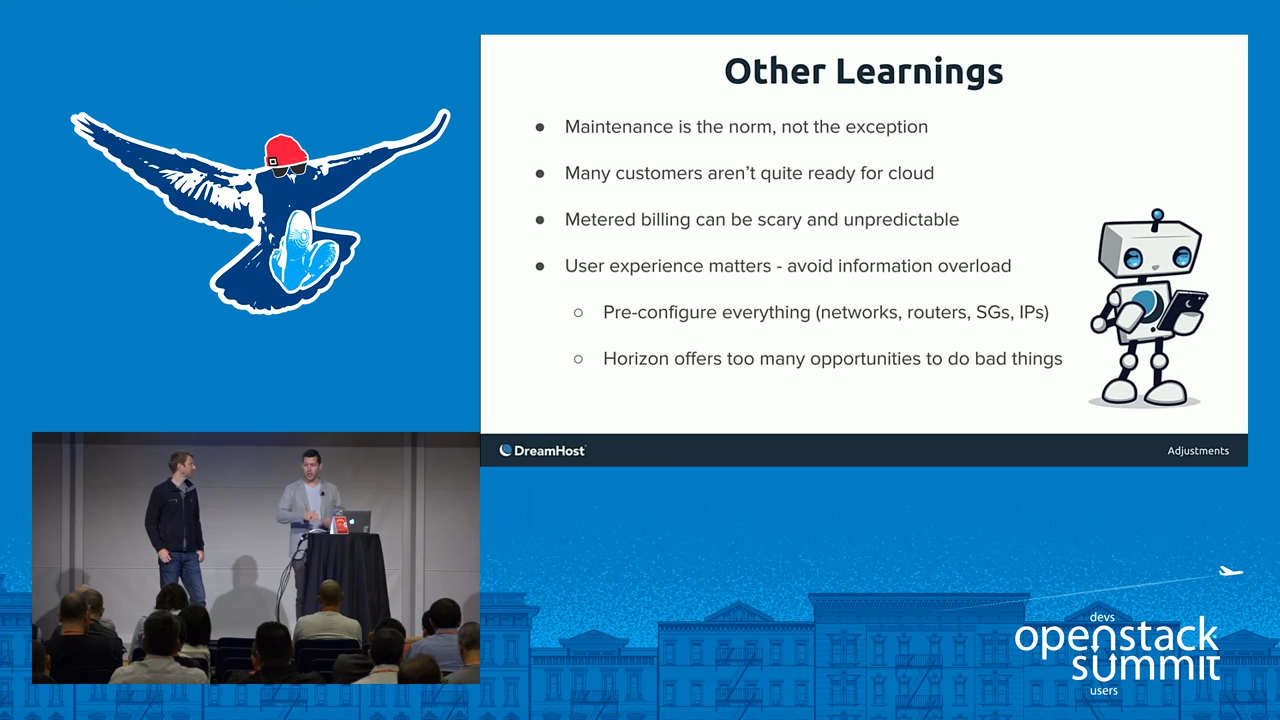 Other Learnings
● Maintenance is the norm, not the exception
● Many customers aren't quite ready for cloud
● Metered billing can be scary and unpredictable
● User experience matters - avoid information overload
○ Pre-configure everything (networks, routers, SGs, IPs)
○ Horizon offers too many opportunities to do bad things
DreamHost
Adjustments
devs
openstack
summit
users